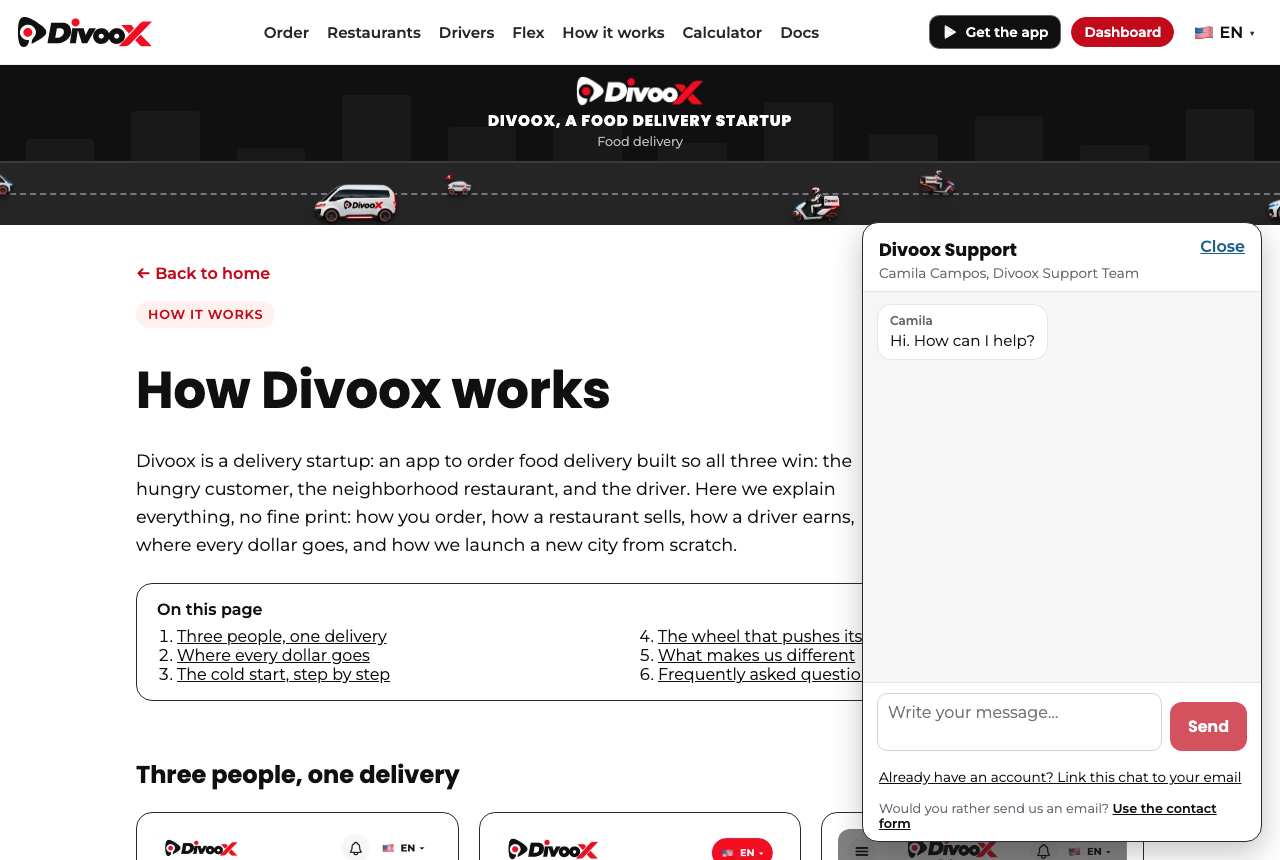 DivooX
Order
Restaurants
Drivers
Flex
How it works
Calculator
Docs
Get the app
Dashboard
EN
DivooX
DIVOOX, A FOOD DELIVERY STARTUP
Food delivery
DivooX
← Back to home
HOW IT WORKS
How Divoox works
Divoox is a delivery startup: an app to order food delivery built so all three win: the
hungry customer, the neighborhood restaurant, and the driver. Here we explain
everything, no fine print: how you order, how a restaurant sells, how a driver earns,
where every dollar goes, and how we launch a new city from scratch.
On this page
1. Three people, one delivery
2. Where every dollar goes
3. The cold start, step by step
4. The wheel that pushes its
5. What makes us different
6. Frequently asked questio
Three people, one delivery
DivooX
EN
DivooX
EN
DivooX
EN
Divoox Support
Close
Camila Campos, Divoox Support Team
Camila
Hi. How can I help?
Write your message...
Send
Already have an account? Link this chat to your email
Would you rather send us an email? Use the contact
form